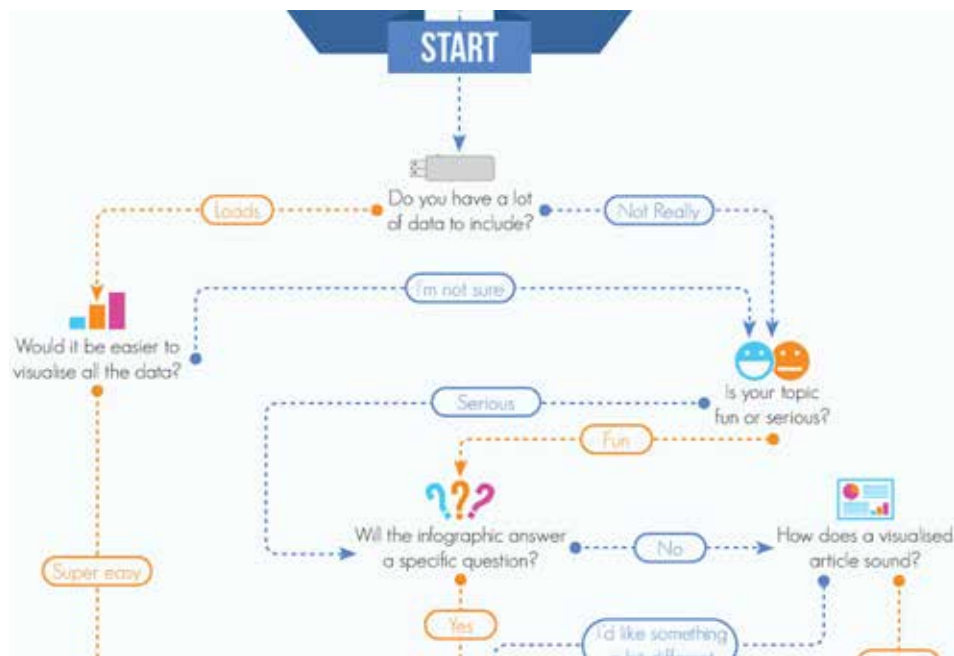 START
Do you have a lot
of data to include?
Loads
Not Really
I'm not sure
Would it be easier to
visualise all the data?
Is your topic
fun or serious?
Serious
Fun
???
Will the infographic answer
a specific question?
No
How does a visualised
article sound?
Super easy
Yes
I'd like something
a lot different